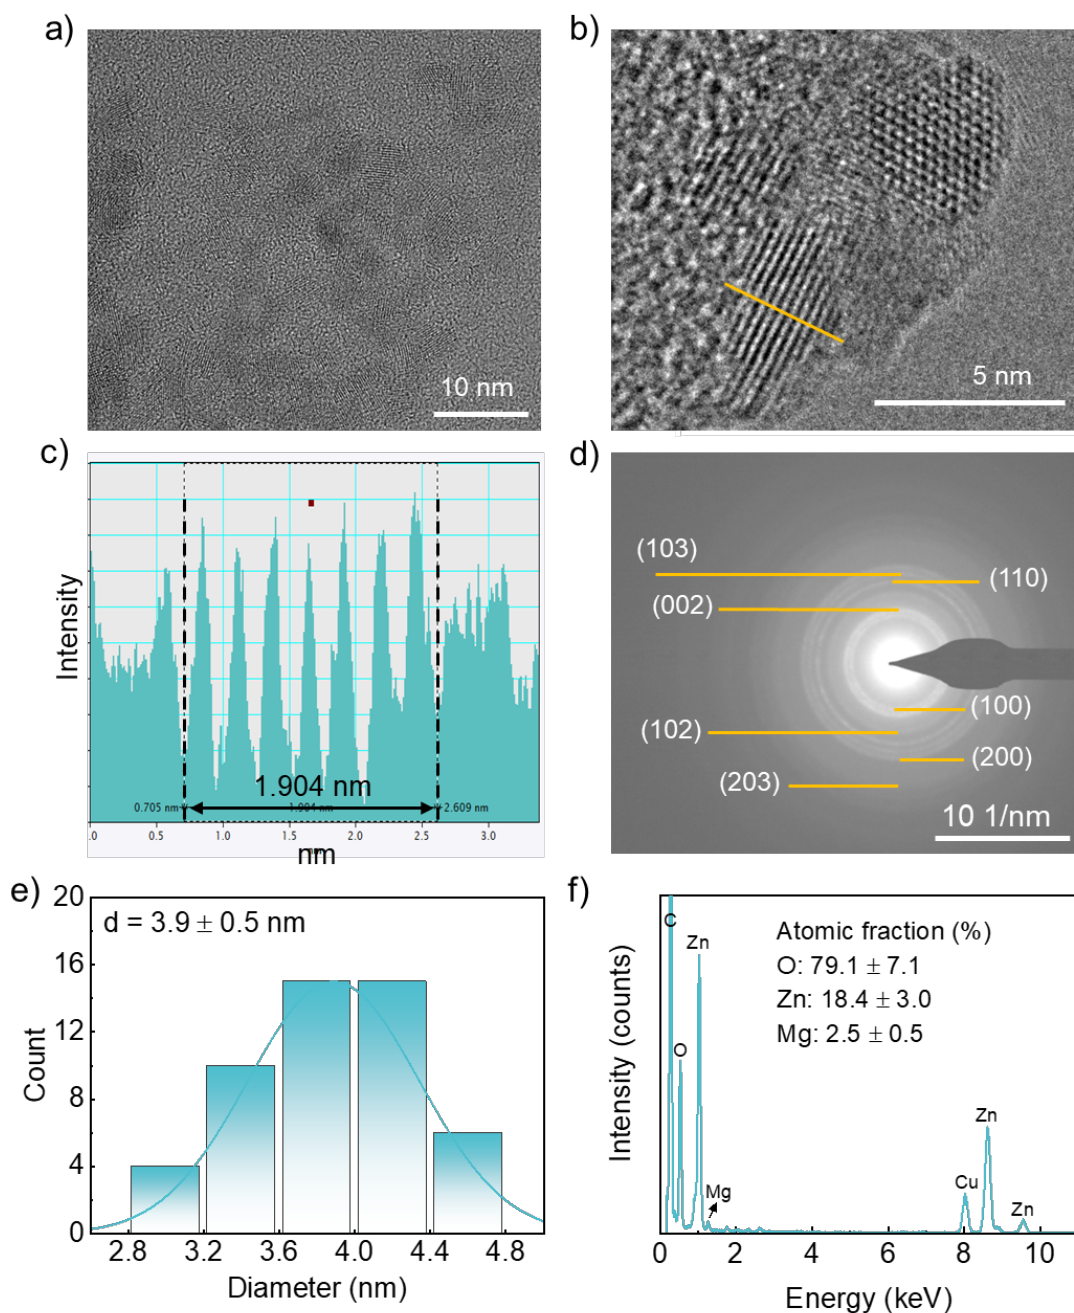 a)
10 nm
b)
5 nm
c)
Intensity
1.904 nm
0.705 nm
1.904 nm
2.609 nm
.0
0.5
1.0
1.5
2.0
2.5
3.0
nm
d)
(103)
(110)
(002)
(100)
(102)
(200)
(203)
10 1/nm
e)
d = 3.9 ± 0.5 nm
20
16
12
8
4
0
Count
2.8
3.2
3.6
4.0
4.4
4.8
Diameter (nm)
f)
Intensity (counts)
Atomic fraction (%)
O: 79.1 ± 7.1
Zn: 18.4 ± 3.0
Mg: 2.5 ± 0.5
C
Zn
O
Mg
Cu
Zn
Zn
0
2
4
6
8
10
Energy (keV)